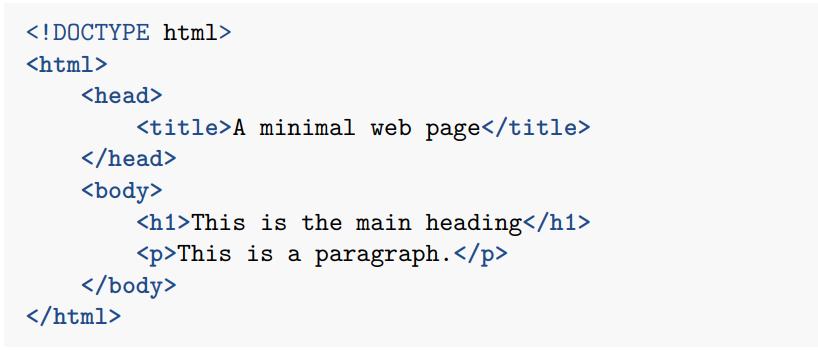 <!DOCTYPE html>
<html>
    <head>
        <title>A minimal web page</title>
    </head>
    <body>
        <h1>This is the main heading</h1>
        <p>This is a paragraph.</p>
    </body>
</html>